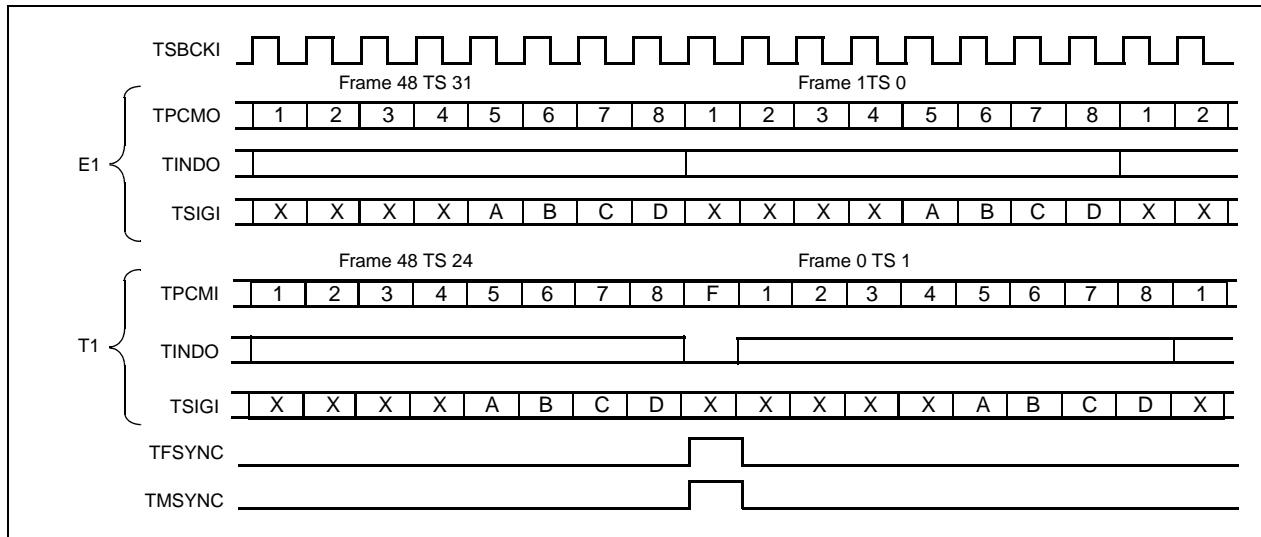 TSBCKI
Frame 48 TS 31 Frame 1TS 0
E1
TPCMO 1 2 3 4 5 6 7 8 1 2 3 4 5 6 7 8 1 2
TINDO
TSIGI X X X X A B C D X X X X A B C D X X
Frame 48 TS 24 Frame 0 TS 1
T1
TPCMI 1 2 3 4 5 6 7 8 F 1 2 3 4 5 6 7 8 1
TINDO
TSIGI X X X X A B C D X X X X X A B C D X
TFSYNC
TMSYNC